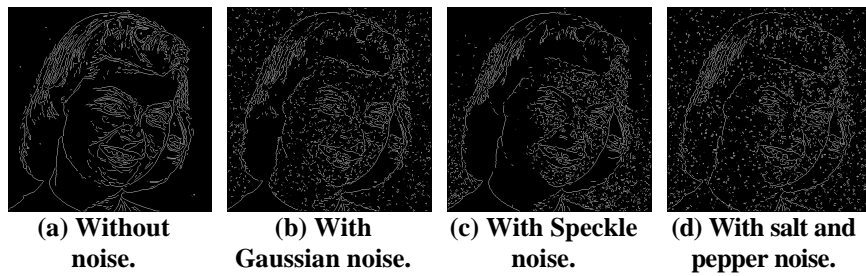 (a) Without
noise.
(b) With
Gaussian noise.
(c) With Speckle
noise.
(d) With salt and
pepper noise.